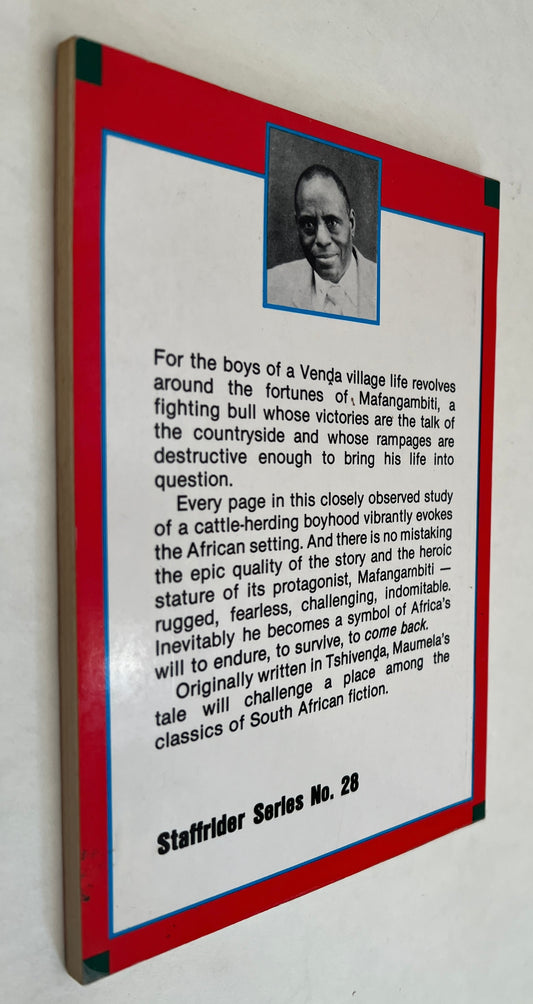 For the boys of a Venḓa village life revolves
around the fortunes of Mafangambiti, a
fighting bull whose victories are the talk of
the countryside and whose rampages are
destructive enough to bring his life into
question.
Every page in this closely observed study
of a cattle-herding boyhood vibrantly evokes
the African setting. And there is no mistaking
the epic quality of the story and the heroic
stature of its protagonist, Mafangambiti —
rugged, fearless, challenging, indomitable.
Inevitably he becomes a symbol of Africa's
will to endure, to survive, to come back.
Originally written in Tshivenḓa, Maumela's
tale will challenge a place among the
classics of South African fiction.
Staffrider Series No. 28